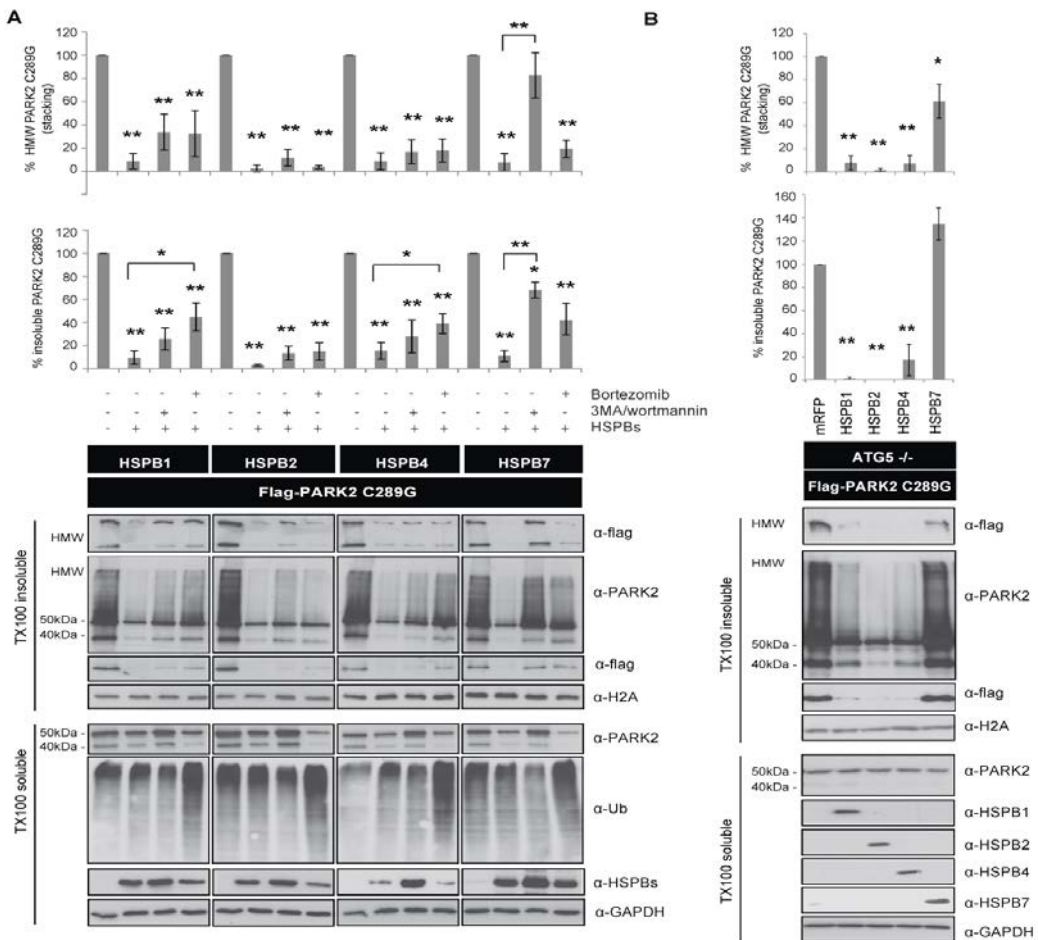 A
% HMW PARK2 C289G
(stacking)
100
80
60
40
20
0
** ** **
** ** **
** ** **
** ** **
**
% insoluble PARK2 C289G
100
80
60
40
20
0
* * **
** ** **
** ** **
** ** **
** * **
- - - + - - - + - - - + - - - + Bortezomib
- - + - - - + - - - + - - - + - 3MA/wortmannin
- + + + - + + + - + + + - + + + HSPBs
HSPB1 HSPB2 HSPB4 HSPB7
Flag-PARK2 C289G
TX100 insoluble
HMW
α-flag
HMW
50kDa -
40kDa -
α-PARK2
α-flag
α-H2A
TX100 soluble
50kDa -
40kDa -
α-PARK2
α-Ub
α-HSPBs
α-GAPDH
B
% HMW PARK2 C289G
(stacking)
100
80
60
40
20
0
** ** ** *
% insoluble PARK2 C289G
160
140
120
100
80
60
40
20
0
** ** **
mRFP HSPB1 HSPB2 HSPB4 HSPB7
ATG5 -/-
Flag-PARK2 C289G
TX100 insoluble
HMW
α-flag
HMW
50kDa -
40kDa -
α-PARK2
α-flag
α-H2A
TX100 soluble
50kDa -
40kDa -
α-PARK2
α-HSPB1
α-HSPB2
α-HSPB4
α-HSPB7
α-GAPDH